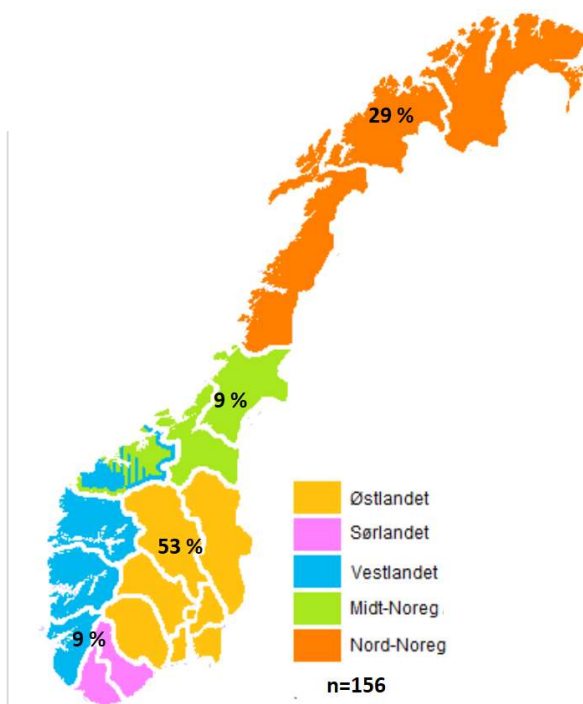 29 %
9 %
53 %
9 %
Østlandet
Sørlandet
Vestlandet
Midt-Noreg
Nord-Noreg
n=156